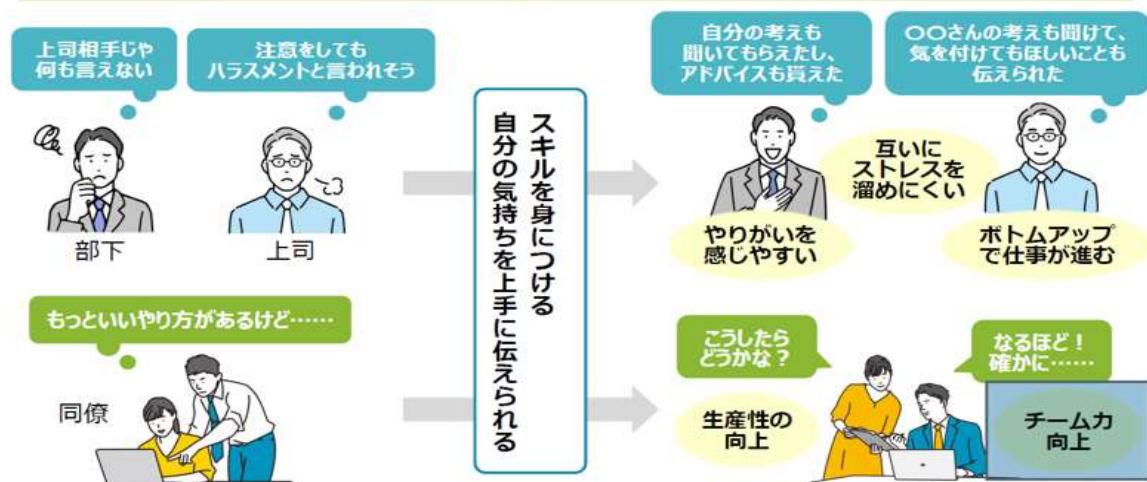 上司相手じゃ
何も言えない
注意をしても
ハラスメントと言われそう
部下
上司
もっといいやり方があるけど……
同僚
自分の気持ちを上手に伝えられる
スキルを身につける
自分の考えも
聞いてもらえたし、
アドバイスも貰えた
〇〇さんの考えも聞けて、
気を付けてもほしいことも
伝えられた
互いに
ストレスを
溜めにくい
やりがいを
感じやすい
ボトムアップ
で仕事が進む
こうしたら
どうかな？
なるほど！
確かに……
生産性の
向上
チーム力
向上